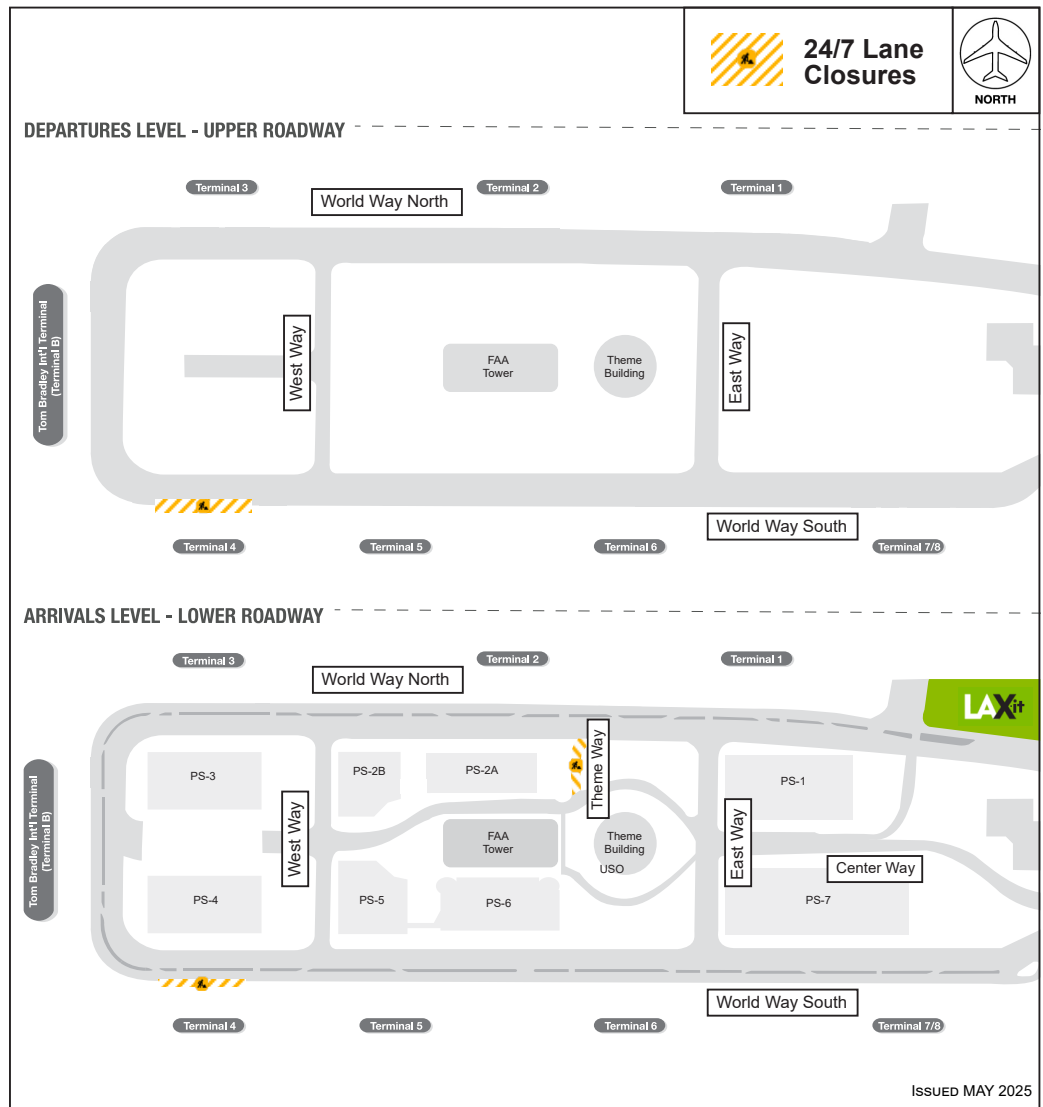 24/7 Lane
Closures
NORTH
DEPARTURES LEVEL - UPPER ROADWAY
Terminal 3
Terminal 2
Terminal 1
World Way North
Tom Bradley Int'l Terminal
(Terminal B)
West Way
FAA
Tower
Theme
Building
East Way
World Way South
Terminal 4
Terminal 5
Terminal 6
Terminal 7/8
ARRIVALS LEVEL - LOWER ROADWAY
Terminal 3
Terminal 2
Terminal 1
World Way North
LAXit
Tom Bradley Int'l Terminal
(Terminal B)
PS-3
PS-2B
PS-2A
Theme Way
PS-1
West Way
FAA
Tower
Theme
Building
USO
East Way
Center Way
PS-4
PS-5
PS-6
PS-7
World Way South
Terminal 4
Terminal 5
Terminal 6
Terminal 7/8
ISSUED MAY 2025